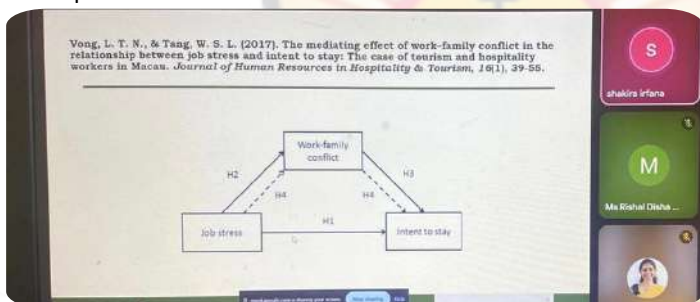 Vong, L. T. N., & Tang, W. S. L. (2017). The mediating effect of work-family conflict in the
relationship between job stress and intent to stay: The case of tourism and hospitality
workers in Macau. Journal of Human Resources in Hospitality & Tourism, 16(1), 39-55.
Work-family
conflict
H2
H3
H4
H4
H1
Job stress
Intent to stay
S
shakira irfana
M
Ms Rishal Disha ...